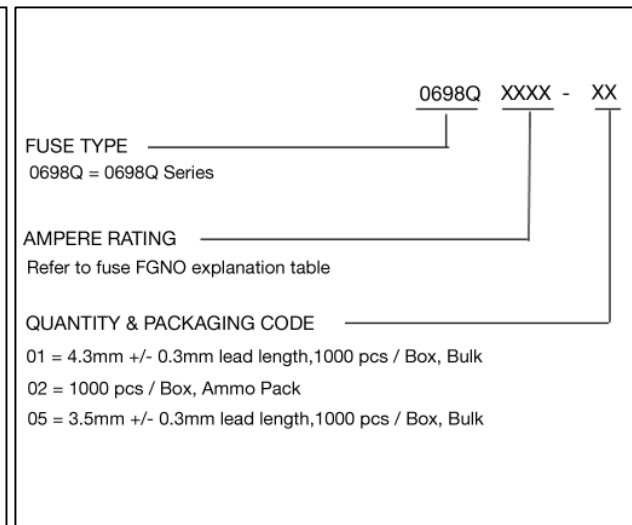 0698Q XXXX - XX
FUSE TYPE
0698Q = 0698Q Series
AMPERE RATING
Refer to fuse FGNO explanation table
QUANTITY & PACKAGING CODE
01 = 4.3mm +/- 0.3mm lead length,1000 pcs / Box, Bulk
02 = 1000 pcs / Box, Ammo Pack
05 = 3.5mm +/- 0.3mm lead length,1000 pcs / Box, Bulk